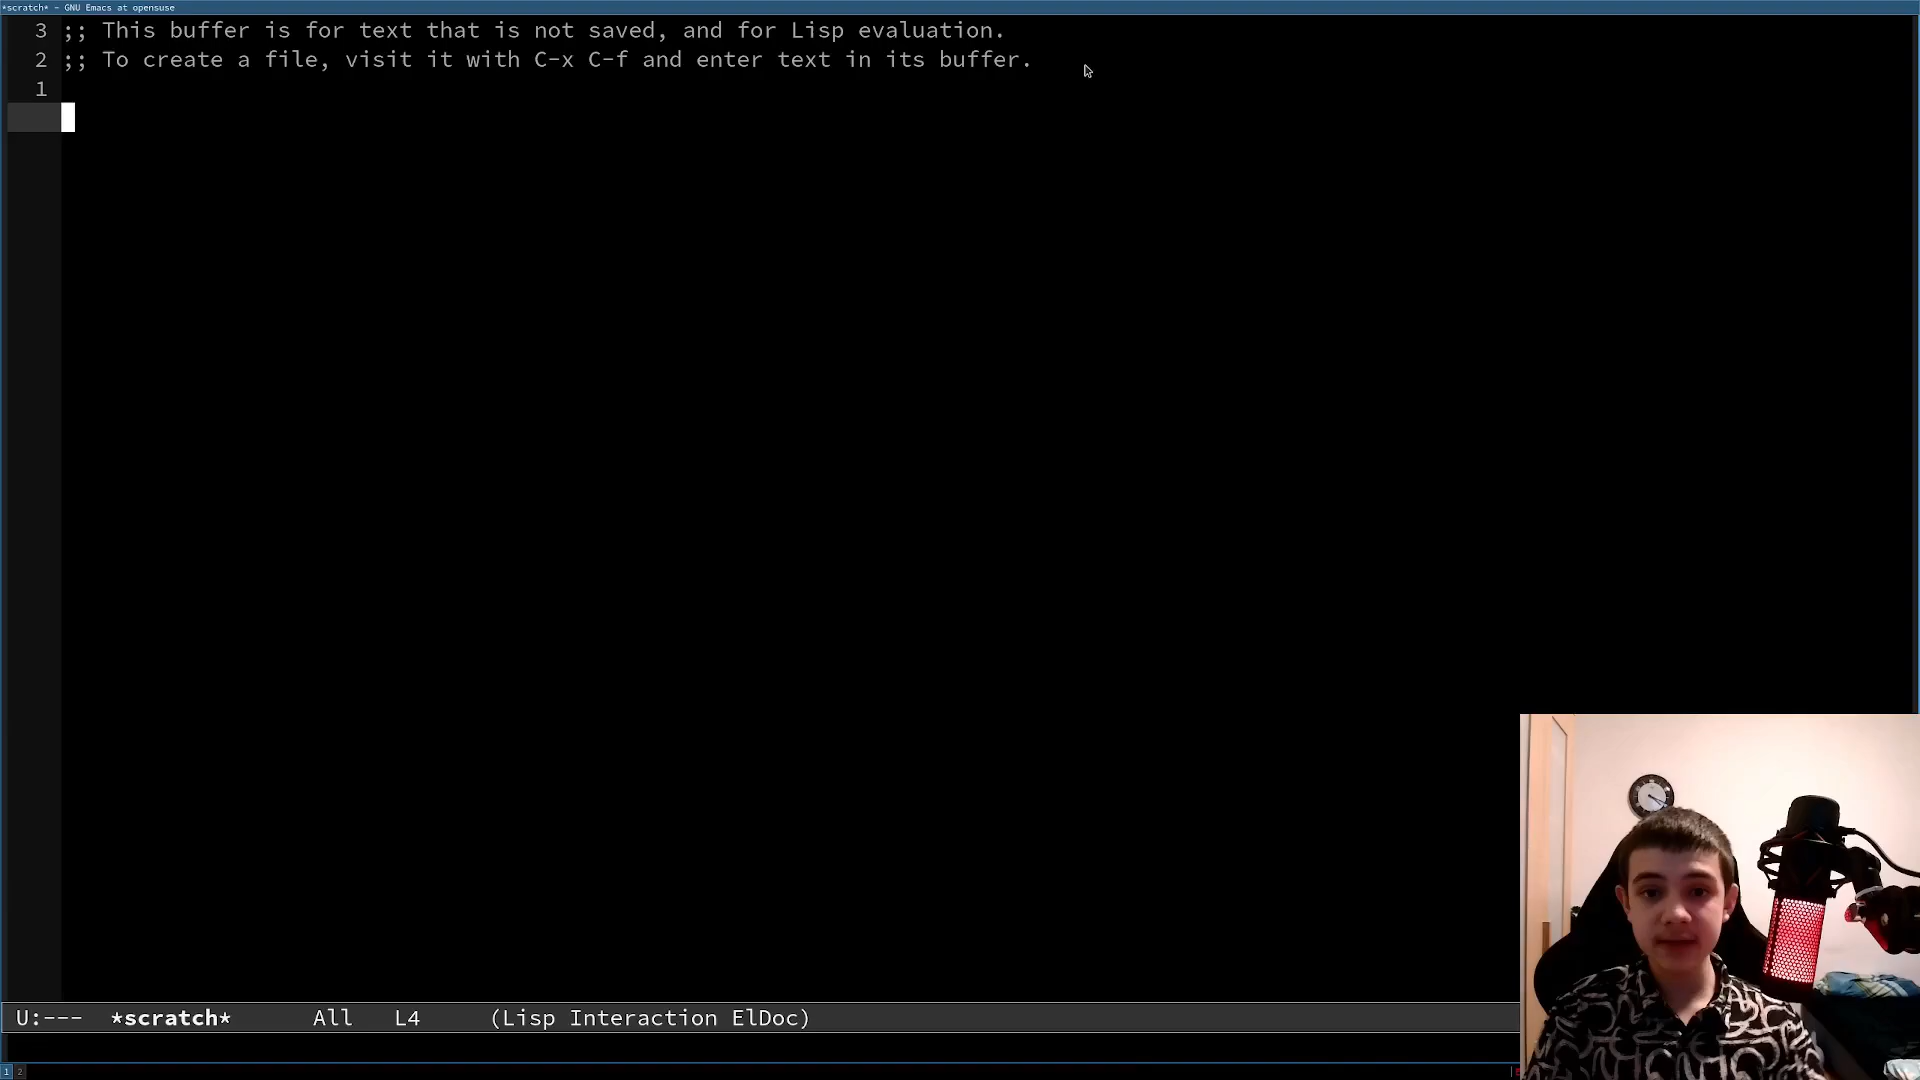 *scratch* - GNU Emacs at opensuse
3 ;; This buffer is for text that is not saved, and for Lisp evaluation.
2 ;; To create a file, visit it with C-x C-f and enter text in its buffer.
1
U:--- *scratch* All L4 (Lisp Interaction ElDoc)
1 2